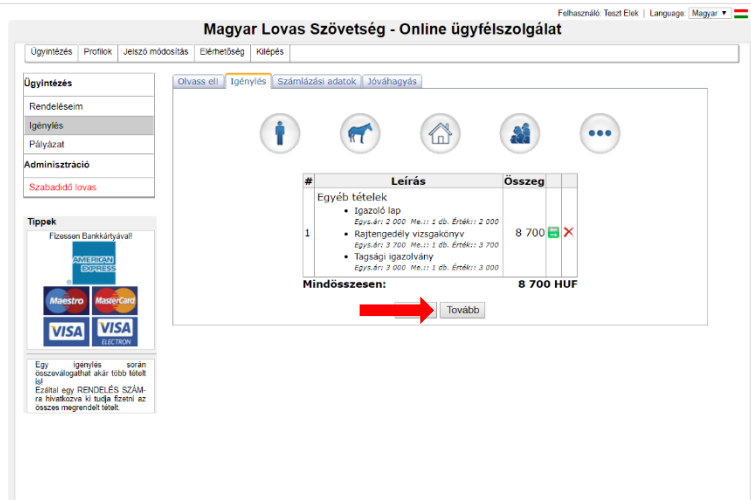 Felhasználó: Teszt Elek | Language: Magyar
Magyar Lovas Szövetség - Online ügyfélszolgálat
Ügyintézés Profilok Jelszó módosítás Elérhetőség Kilépés
Ügyintézés
Rendeléseim
Igénylés
Pályázat
Adminisztráció
Szabadidő lovas
Tippek
Fizessen Bankkártyával!
AMERICAN
EXPRESS
Maestro MasterCard
VISA VISA
ELECTRON
Egy igénylés során
összeválogathat akár több tételt
is!
Ezáltal egy RENDELÉS SZÁM-
ra hivatkozva ki tudja fizetni az
összes megrendelt tételt.
Olvass el! Igénylés Számlázási adatok Jóváhagyás
# Leírás Összeg
Egyéb tételek
• Igazoló lap
Egys.ár: 2 000 Me.:: 1 db. Érték:: 2 000
1 • Rajtengedély vizsgakönyv 8 700
Egys.ár: 3 700 Me.:: 1 db. Érték:: 3 700
• Tagsági igazolvány
Egys.ár: 3 000 Me.:: 1 db. Érték:: 3 000
Mindösszesen: 8 700 HUF
Tovább